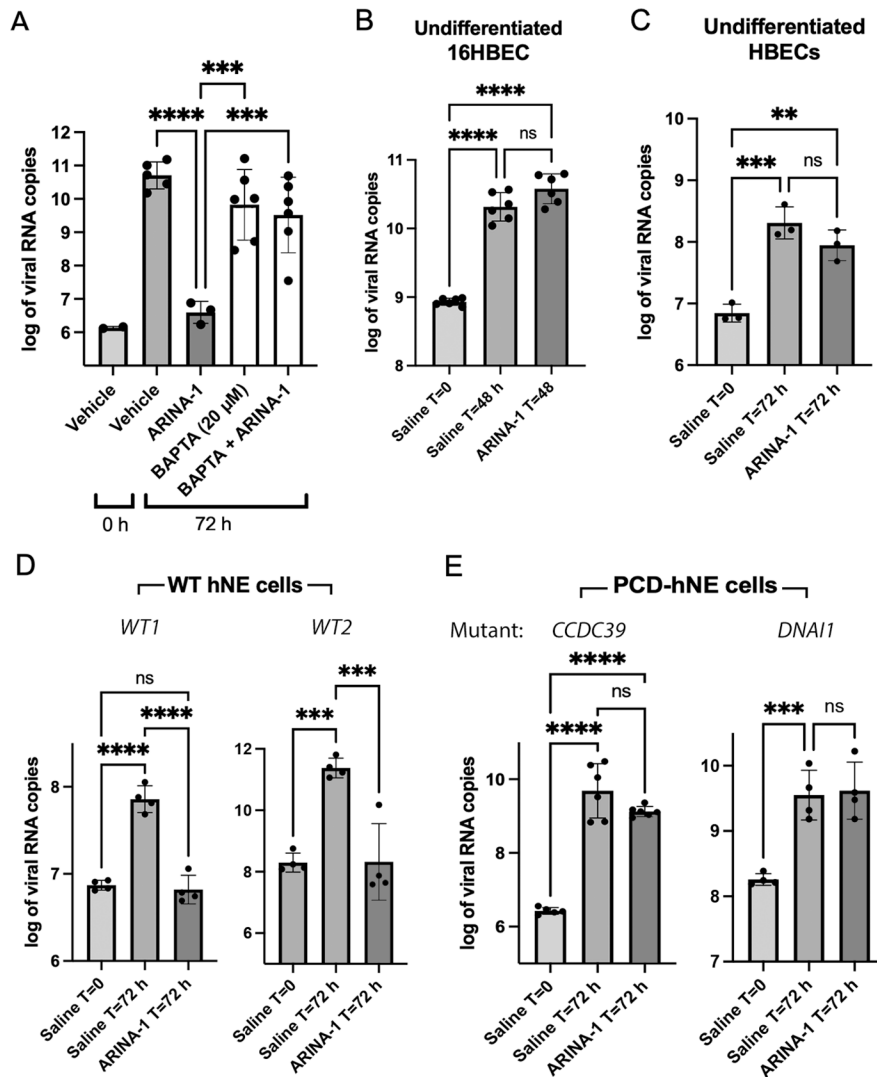 A
***
****
***
log of viral RNA copies
12
11
10
9
8
7
6
Vehicle
Vehicle
ARINA-1
BAPTA (20 µM)
BAPTA + ARINA-1
0 h
72 h
B
Undifferentiated
16HBEC
****
****
ns
log of viral RNA copies
11
10
9
8
Saline T=0
Saline T=48 h
ARINA-1 T=48
C
Undifferentiated
HBECs
**
***
ns
log of viral RNA copies
10
9
8
7
6
Saline T=0
Saline T=72 h
ARINA-1 T=72 h
D
WT hNE cells
WT1
WT2
ns
****
****
log of viral RNA copies
8
7
6
Saline T=0
Saline T=72 h
ARINA-1 T=72 h
***
***
12
10
8
6
Saline T=0
Saline T=72 h
ARINA-1 T=72 h
E
PCD-hNE cells
Mutant:
CCDC39
DNAI1
****
****
ns
log of viral RNA copies
10
8
6
Saline T=0
Saline T=72 h
ARINA-1 T=72 h
***
ns
10
9
8
7
Saline T=0
Saline T=72 h
ARINA-1 T=72 h